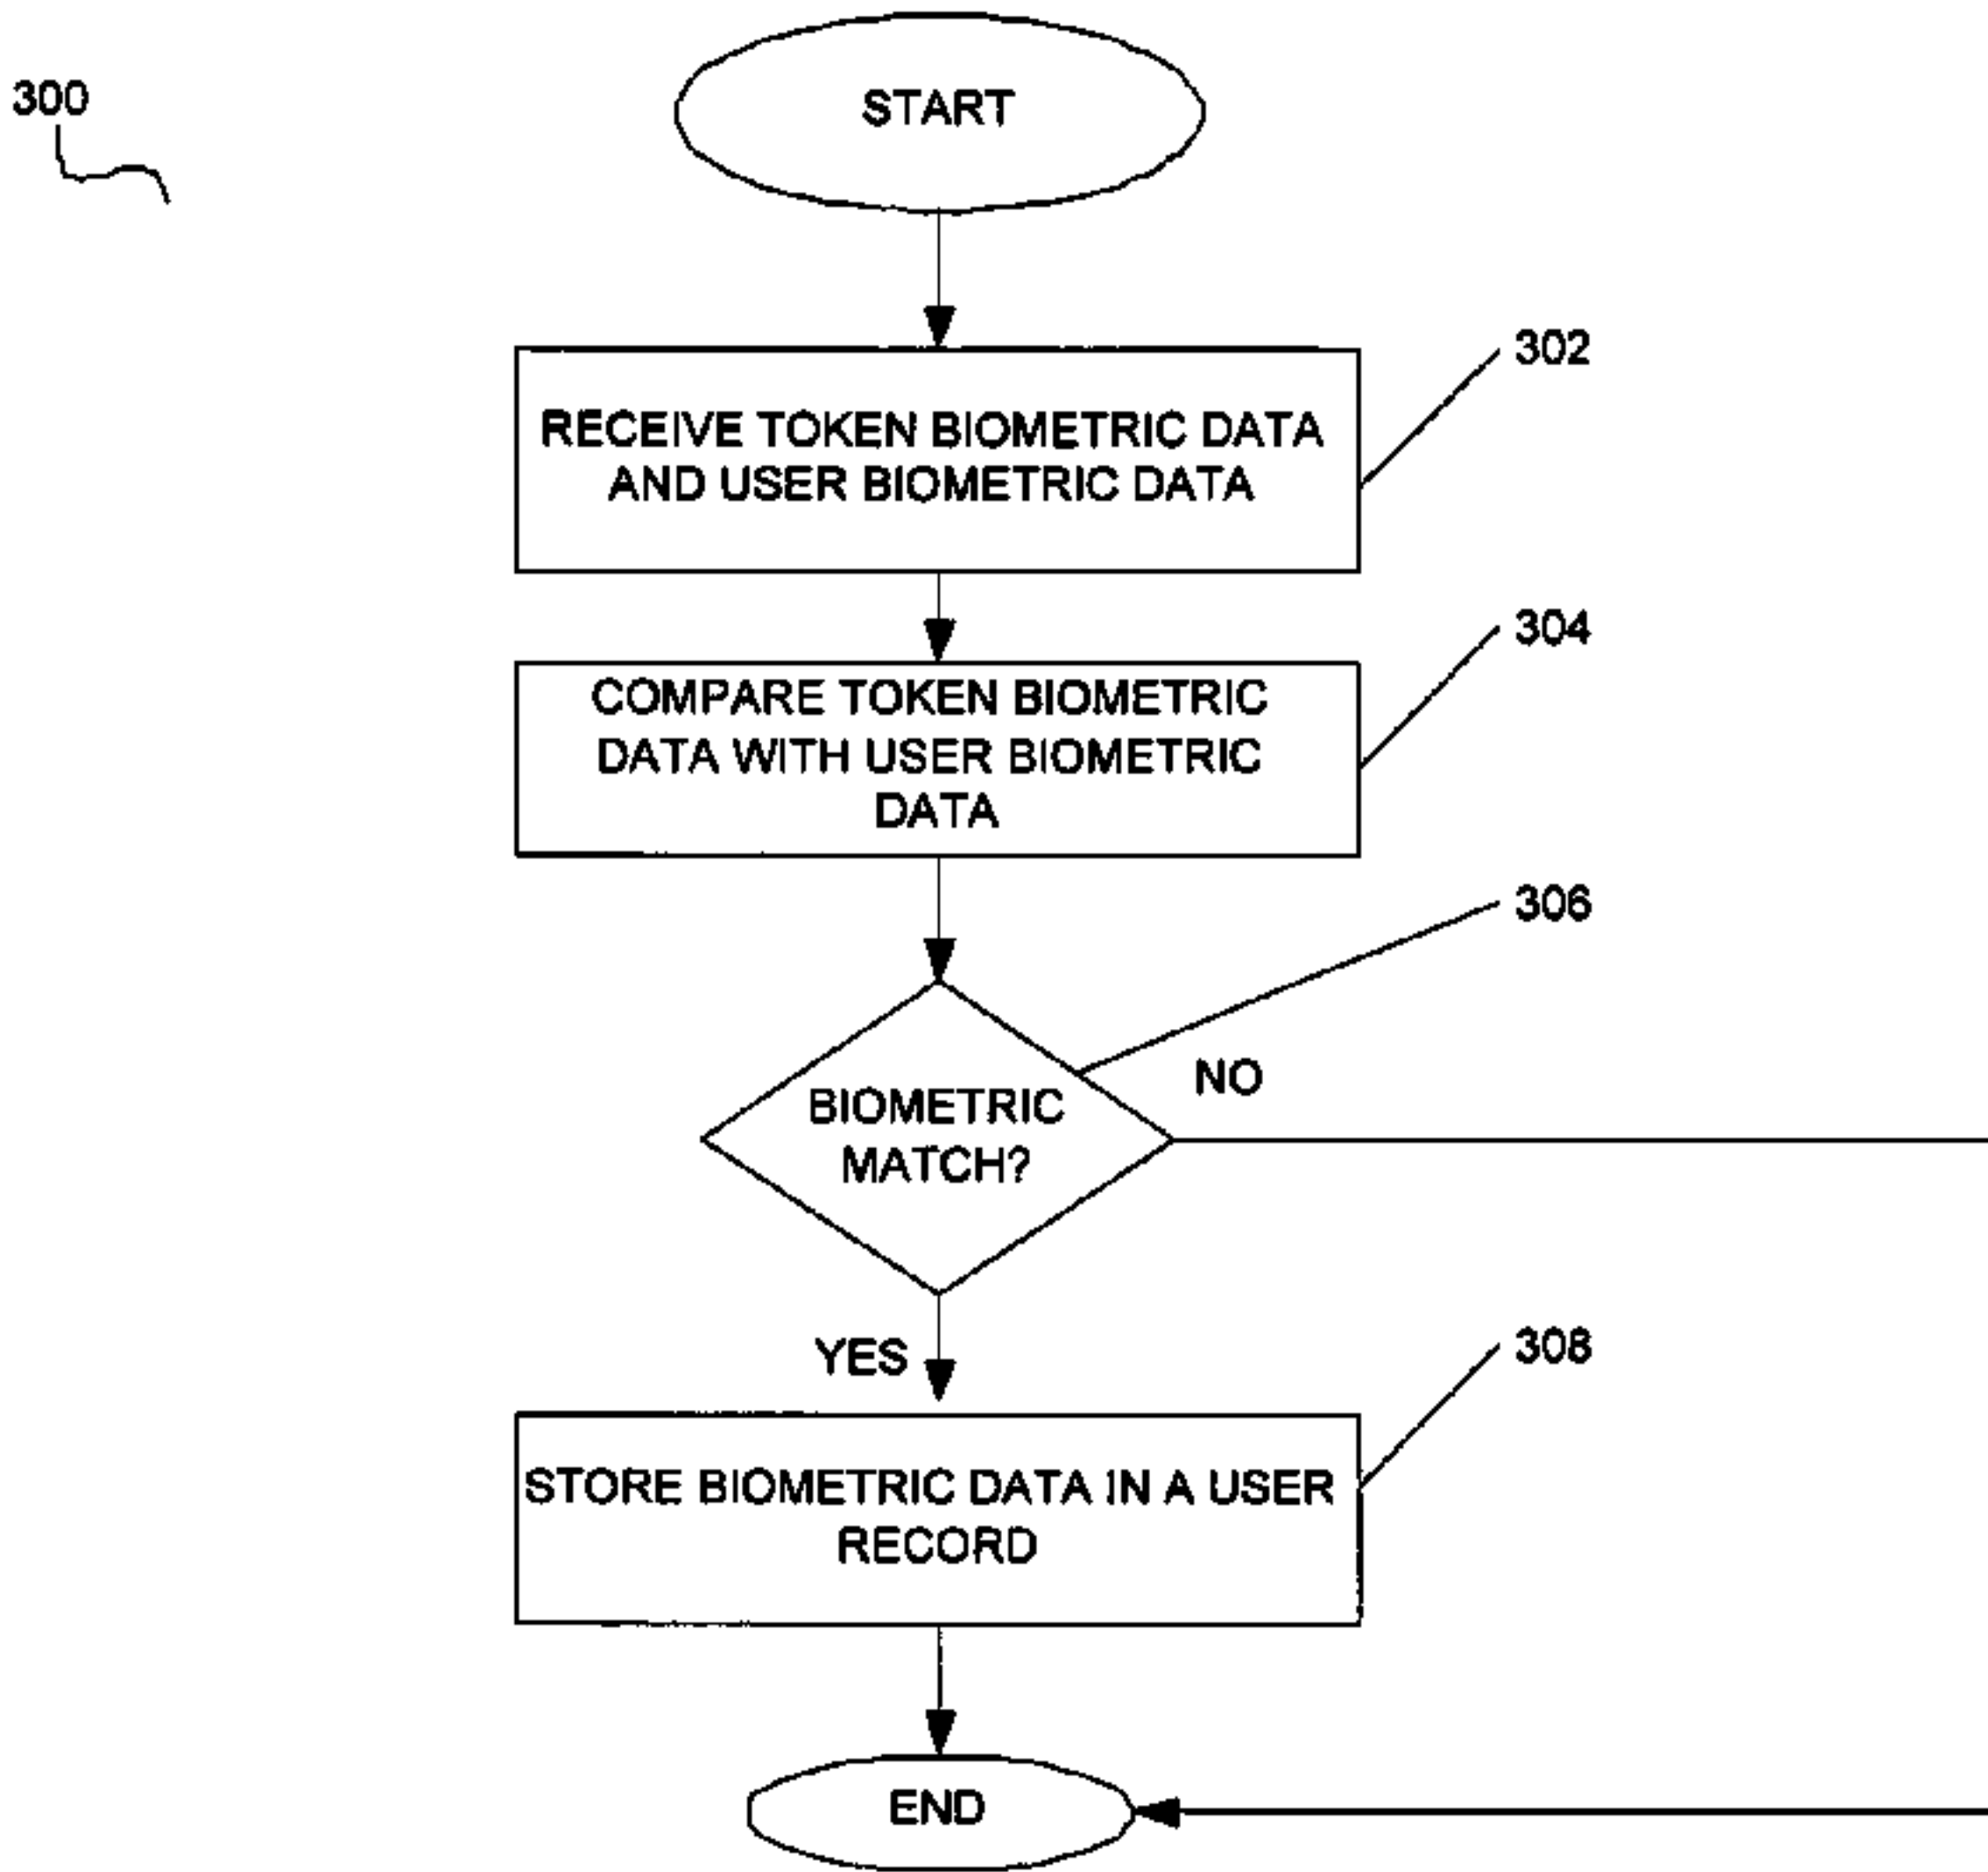 300
START
302
RECEIVE TOKEN BIOMETRIC DATA
AND USER BIOMETRIC DATA
304
COMPARE TOKEN BIOMETRIC
DATA WITH USER BIOMETRIC
DATA
306
NO
BIOMETRIC
MATCH?
YES
308
STORE BIOMETRIC DATA IN A USER
RECORD
END